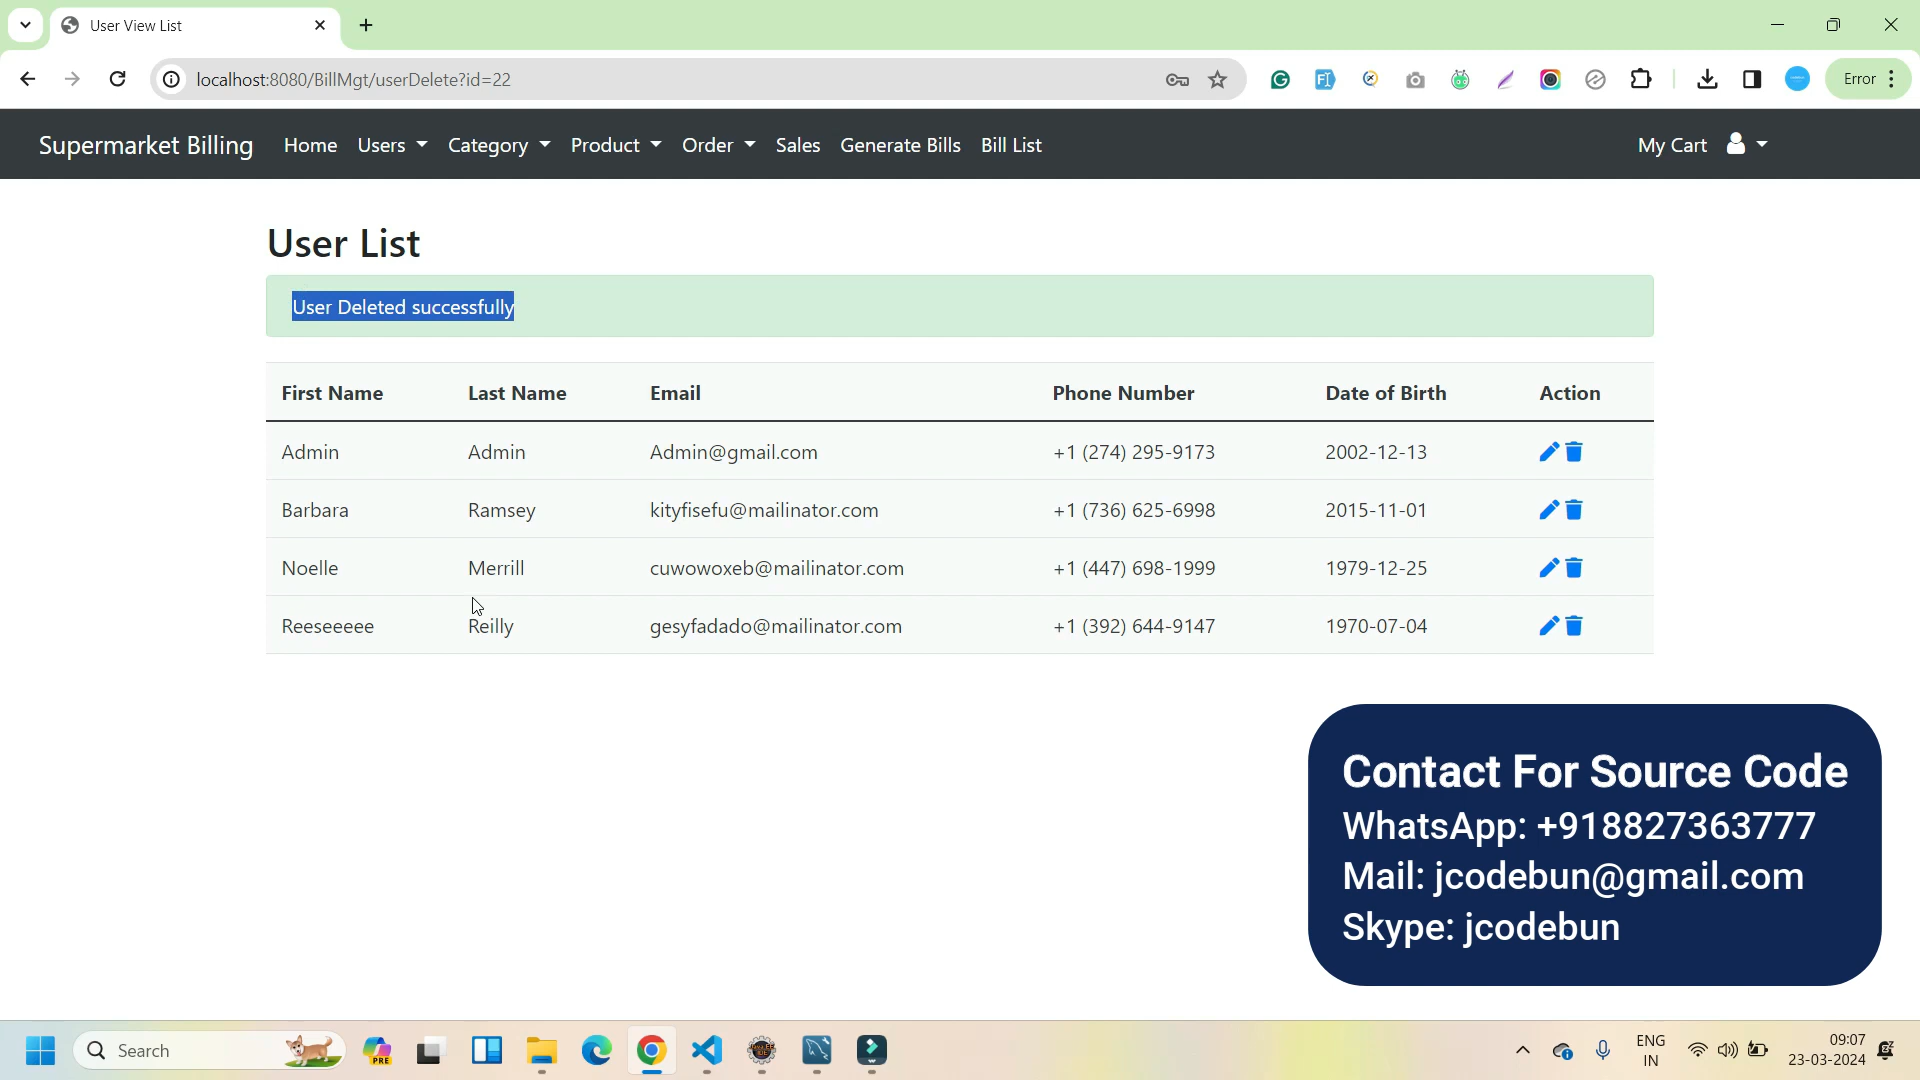 User View List
localhost:8080/BillMgt/userDelete?id=22
Error
Supermarket Billing Home Users Category Product Order Sales Generate Bills Bill List My Cart
User List
User Deleted successfully
First Name Last Name Email Phone Number Date of Birth Action
Admin Admin Admin@gmail.com +1 (274) 295-9173 2002-12-13
Barbara Ramsey kityfisefu@mailinator.com +1 (736) 625-6998 2015-11-01
Noelle Merrill cuwowoxeb@mailinator.com +1 (447) 698-1999 1979-12-25
Reeseeeee Reilly gesyfadado@mailinator.com +1 (392) 644-9147 1970-07-04
Contact For Source Code
WhatsApp: +918827363777
Mail: jcodebun@gmail.com
Skype: jcodebun
Search
PRE
ENG
IN
09:07
23-03-2024